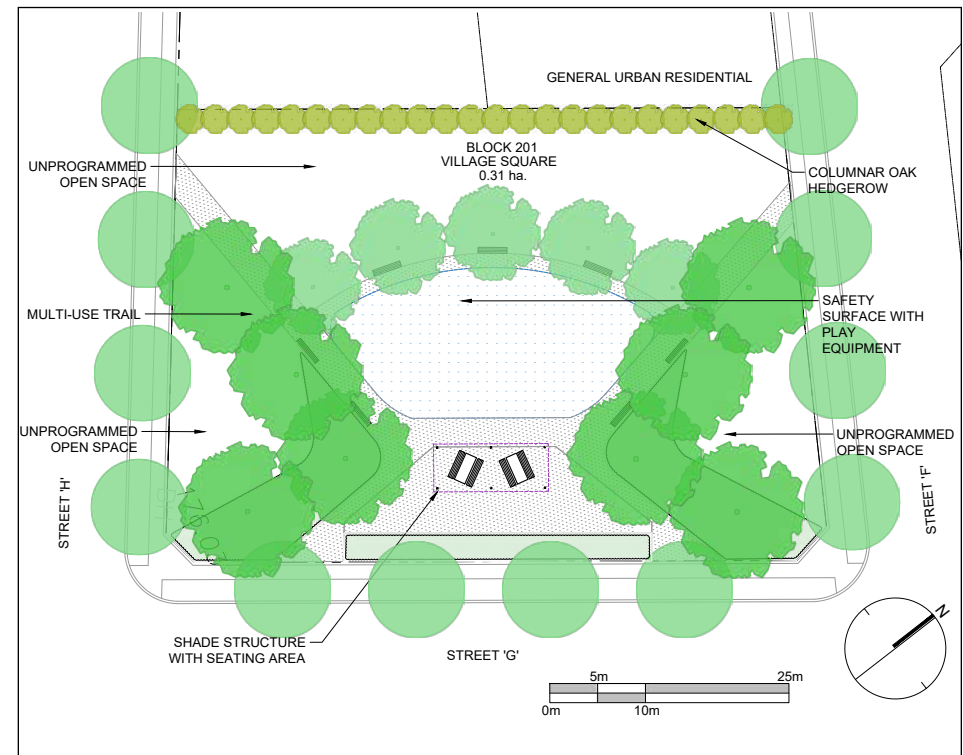 GENERAL URBAN RESIDENTIAL
BLOCK 201
VILLAGE SQUARE
0.31 ha.
UNPROGRAMMED
OPEN SPACE
COLUMNAR OAK
HEDGEROW
MULTI-USE TRAIL
SAFETY
SURFACE WITH
PLAY
EQUIPMENT
UNPROGRAMMED
OPEN SPACE
UNPROGRAMMED
OPEN SPACE
STREET 'H'
STREET 'F'
SHADE STRUCTURE
WITH SEATING AREA
STREET 'G'
N
5m
25m
0m
10m